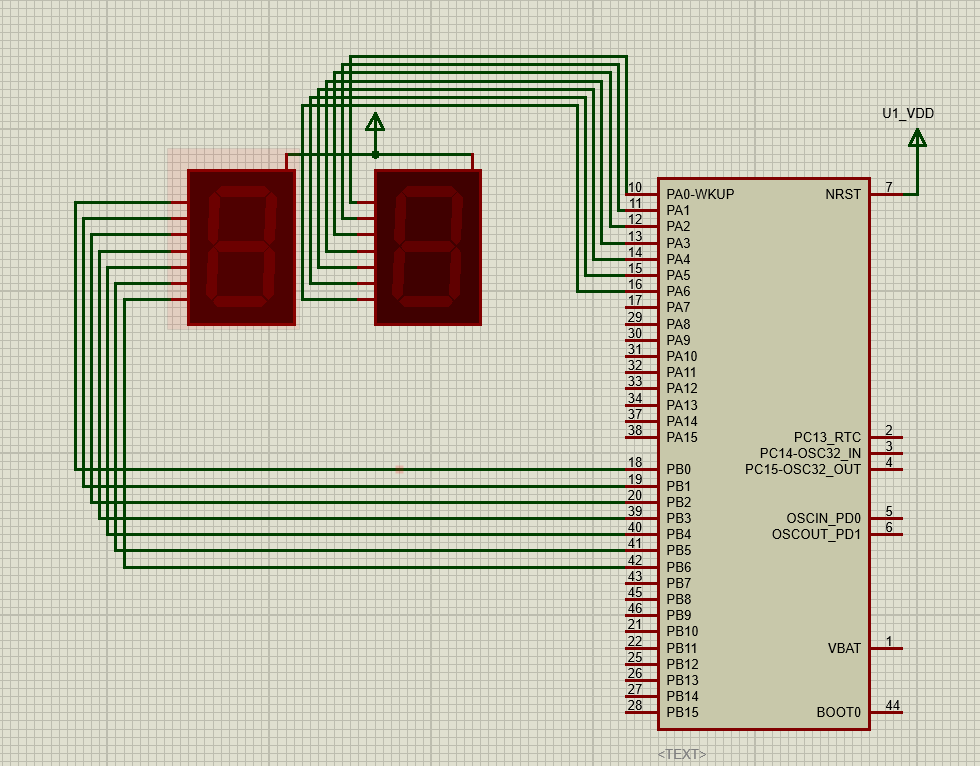 U1_VDD
10 PA0-WKUP NRST 7
11 PA1
12 PA2
13 PA3
14 PA4
15 PA5
16 PA6
17 PA7
29 PA8
30 PA9
31 PA10
32 PA11
33 PA12
34 PA13
37 PA14
38 PA15 PC13_RTC 2
PC14-OSC32_IN 3
18 PB0 PC15-OSC32_OUT 4
19 PB1
20 PB2
39 PB3 OSCIN_PD0 5
40 PB4 OSCOUT_PD1 6
41 PB5
42 PB6
43 PB7
45 PB8
46 PB9
21 PB10
22 PB11 VBAT 1
25 PB12
26 PB13
27 PB14
28 PB15 BOOT0 44
<TEXT>